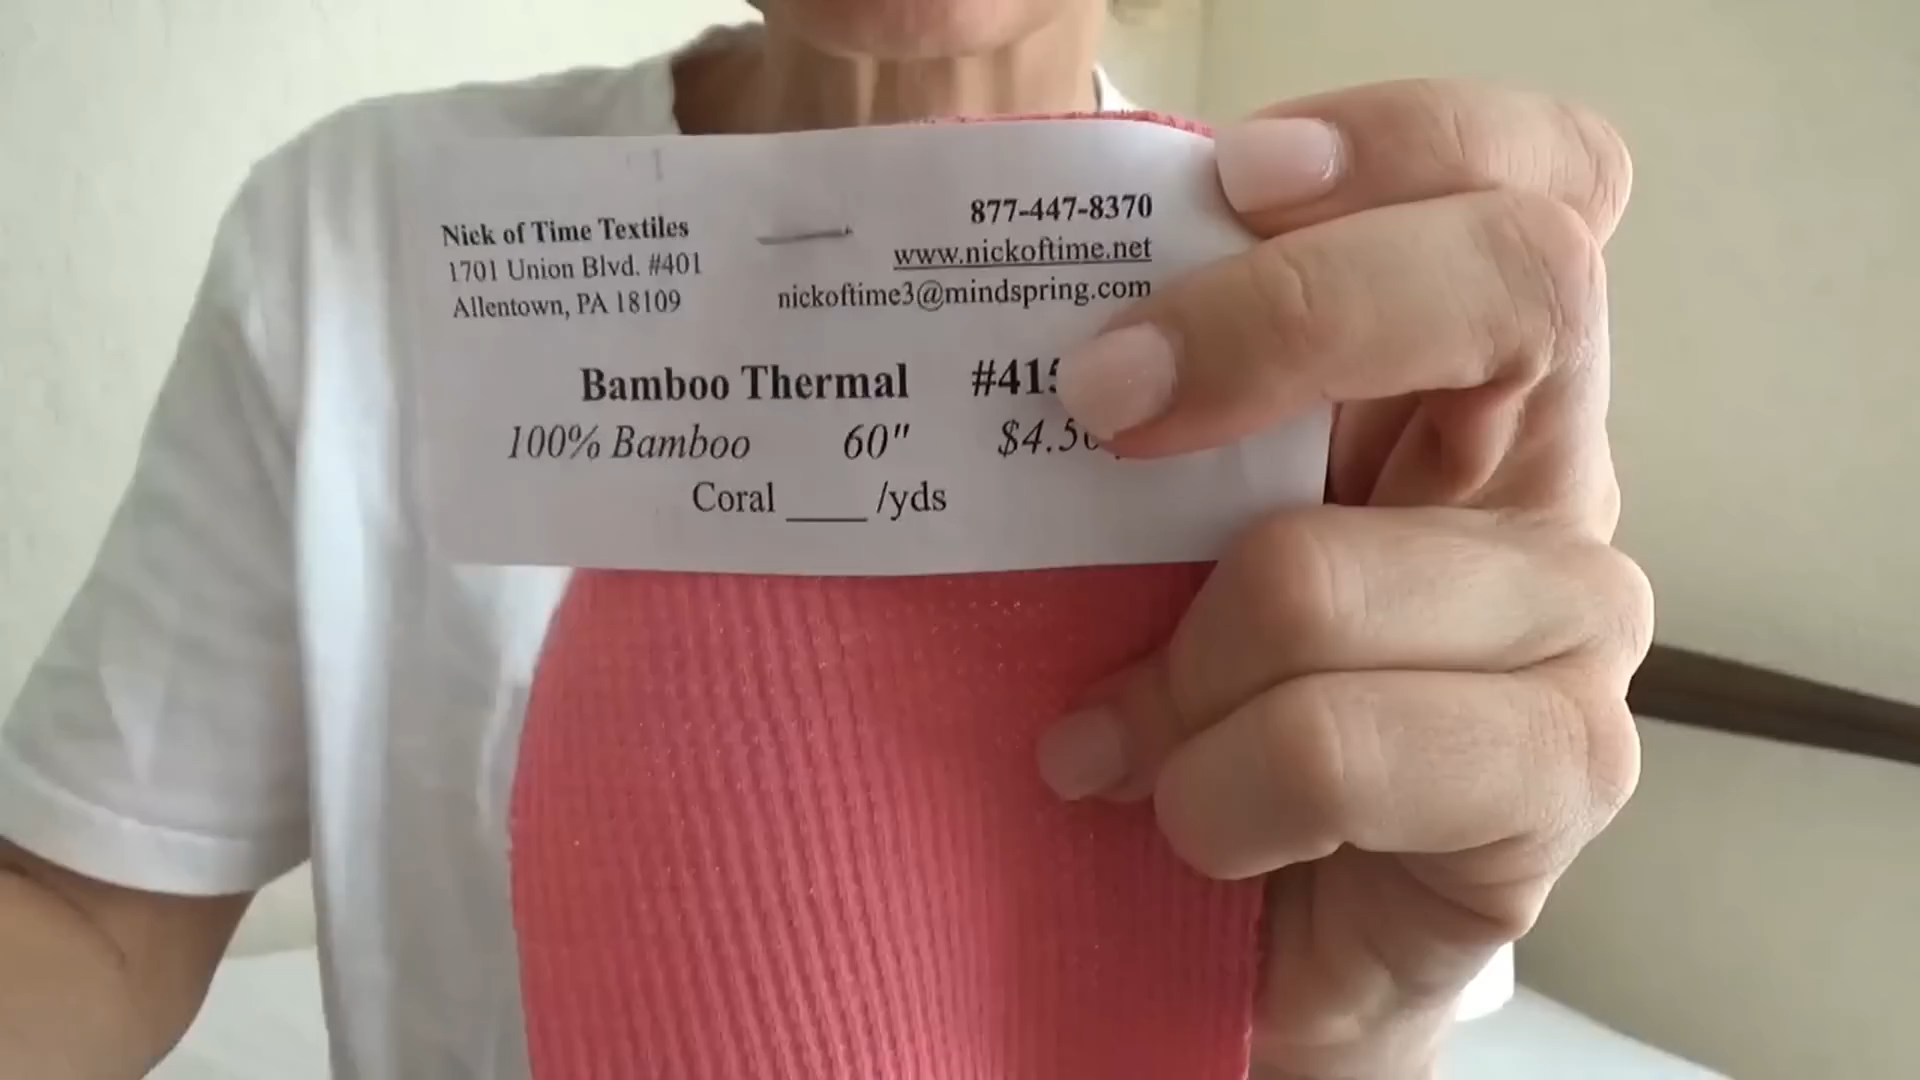 Nick of Time Textiles 877-447-8370
1701 Union Blvd. #401 www.nickoftime.net
Allentown, PA 18109 nickoftime3@mindspring.com
Bamboo Thermal
100% Bamboo 60"
Coral ____ /yds